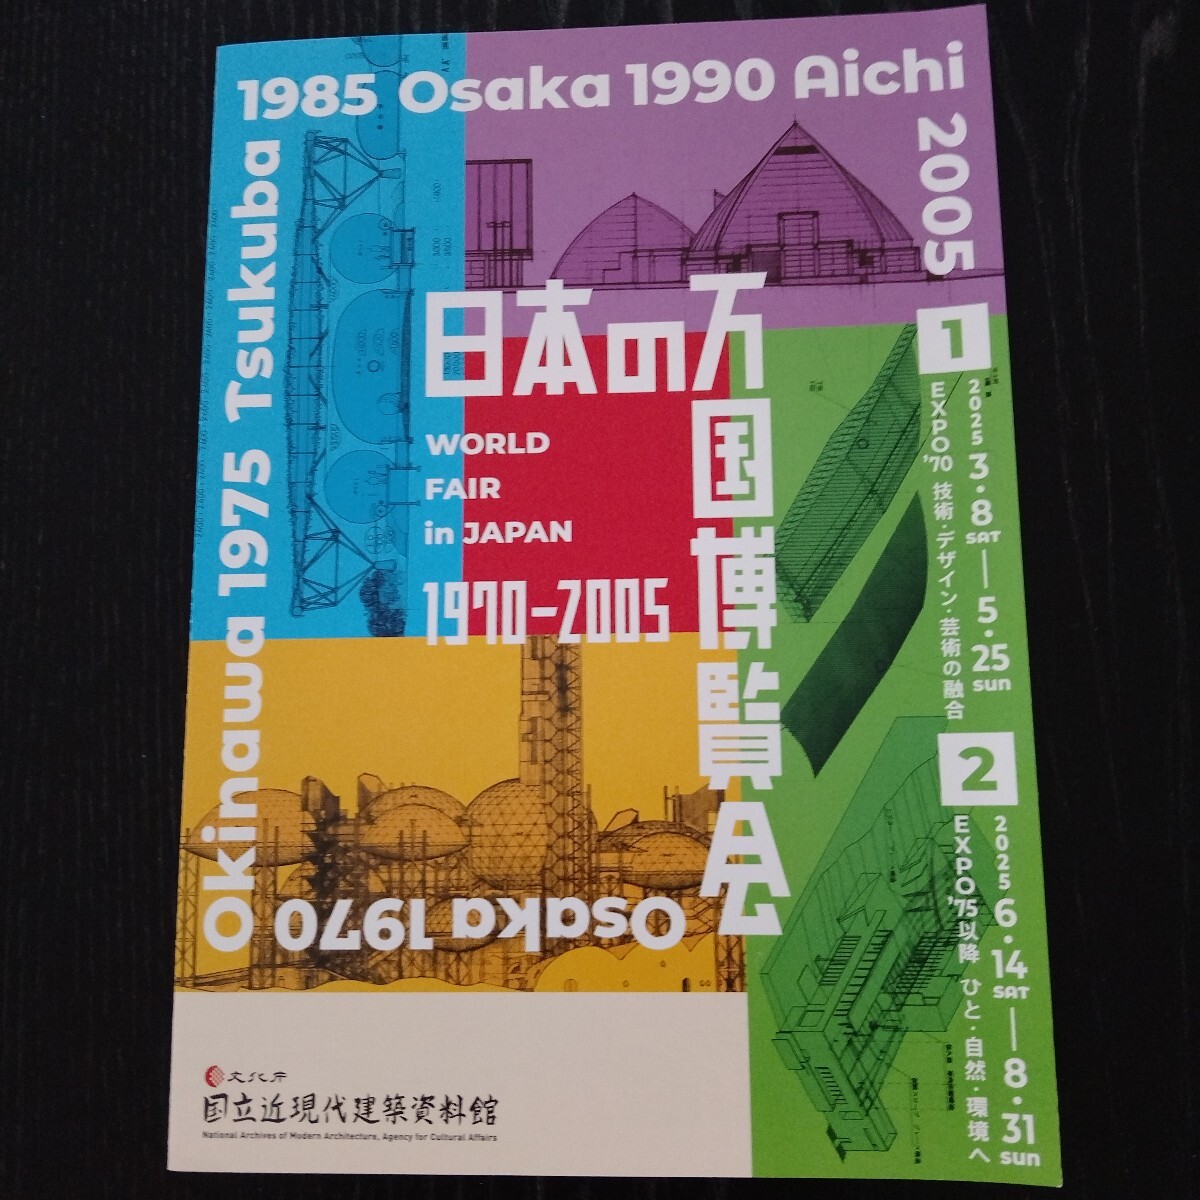 Osaka 1970
Okinawa 1975 Tsukuba
1985 Osaka 1990 Aichi
2005
日本の万国博覧会
WORLD
FAIR
in JAPAN
1970–2005
1
2025 3・8 SAT — 5・25 sun
EXPO'70 技術・デザイン・芸術の融合
2
2025 6・14 SAT — 8・31 sun
EXPO'75以降 ひと・自然・環境へ
文化庁
国立近現代建築資料館
National Archives of Modern Architecture, Agency for Cultural Affairs